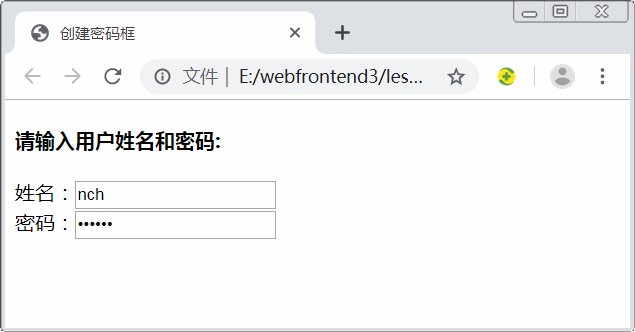 创建密码框
文件 | E:/webfrontend3/les...
请输入用户姓名和密码:
姓名：nch
密码：••••••